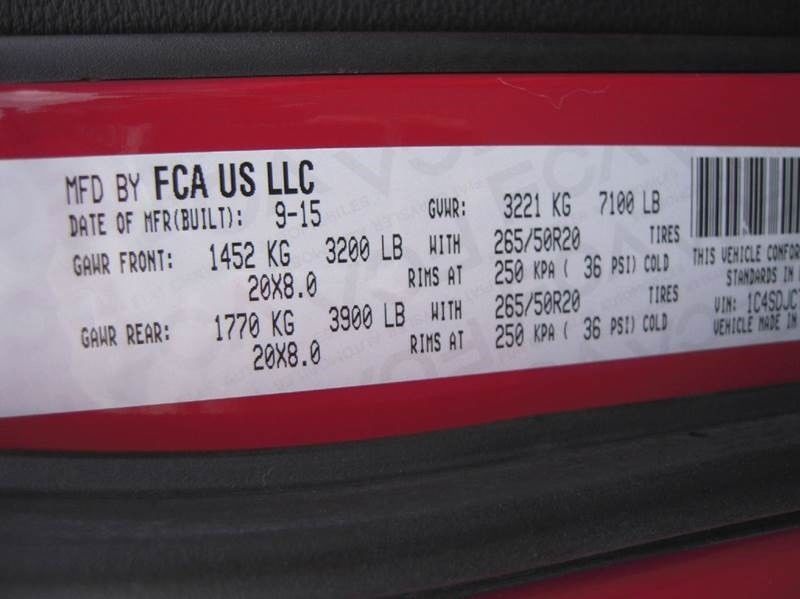 MFD BY FCA US LLC
DATE OF MFR(BUILT): 9-15 GVWR: 3221 KG 7100 LB
GAWR FRONT: 1452 KG 3200 LB WITH 265/50R20 TIRES
20X8.0 RIMS AT 250 KPA ( 36 PSI) COLD
GAWR REAR: 1770 KG 3900 LB WITH 265/50R20 TIRES
20X8.0 RIMS AT 250 KPA ( 36 PSI) COLD
THIS VEHICLE CONFOR
STANDARDS IN
VIN: 1C4SDJC
VEHICLE MADE IN